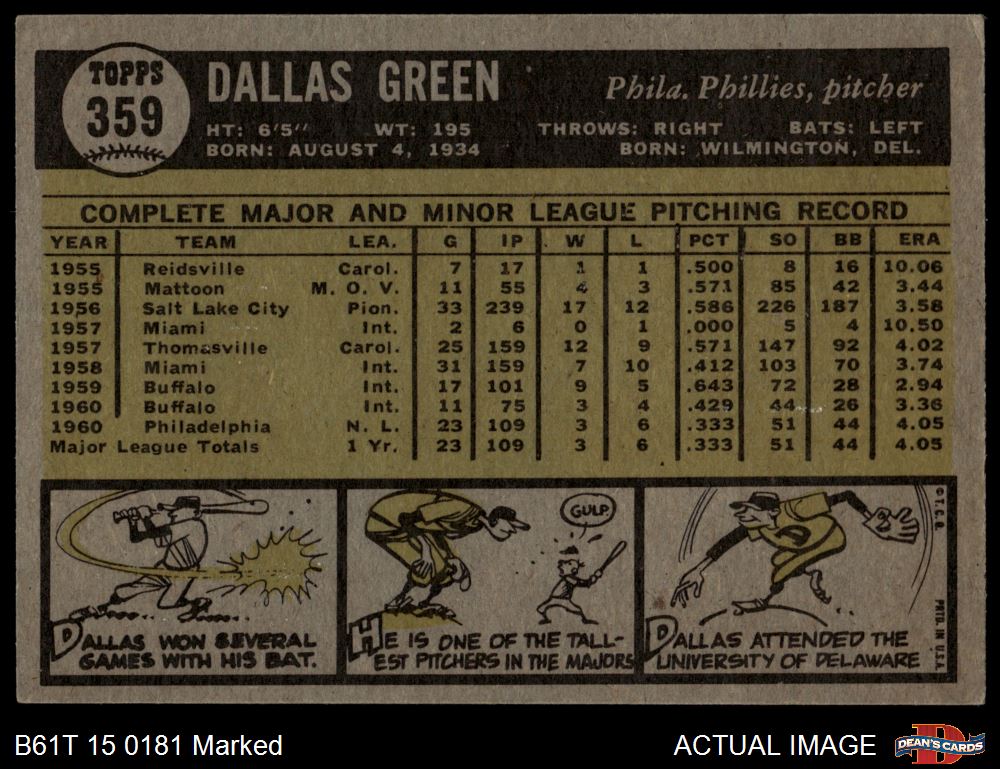 TOPPS
359
DALLAS GREEN
Phila. Phillies, pitcher
HT: 6'5" WT: 195 THROWS: RIGHT BATS: LEFT
BORN: AUGUST 4, 1934 BORN: WILMINGTON, DEL.
COMPLETE MAJOR AND MINOR LEAGUE PITCHING RECORD
YEAR TEAM LEA. G IP W L PCT SO BB ERA
1955 Reidsville Carol. 7 17 1 1 .500 8 16 10.06
1955 Mattoon M. O. V. 11 55 4 3 .571 85 42 3.44
1956 Salt Lake City Pion. 33 239 17 12 .586 226 187 3.58
1957 Miami Int. 2 6 0 1 .000 5 4 10.50
1957 Thomasville Carol. 25 159 12 9 .571 147 92 4.02
1958 Miami Int. 31 159 7 10 .412 103 70 3.74
1959 Buffalo Int. 17 101 9 5 .643 72 28 2.94
1960 Buffalo Int. 11 75 3 4 .429 44 26 3.36
1960 Philadelphia N. L. 23 109 3 6 .333 51 44 4.05
Major League Totals 1 Yr. 23 109 3 6 .333 51 44 4.05
DALLAS WON SEVERAL
GAMES WITH HIS BAT.
GULP
HE IS ONE OF THE TALL-
EST PITCHERS IN THE MAJORS
DALLAS ATTENDED THE
UNIVERSITY OF DELAWARE
© T. C. G.
PRTD. IN U.S.A.
B61T 15 0181 Marked
ACTUAL IMAGE
DEAN'S CARDS